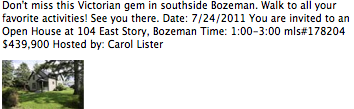 Don't miss this Victorian gem in southside Bozeman. Walk to all your
favorite activities! See you there. Date: 7/24/2011 You are invited to an
Open House at 104 East Story, Bozeman Time: 1:00-3:00 mls#178204
$439,900 Hosted by: Carol Lister